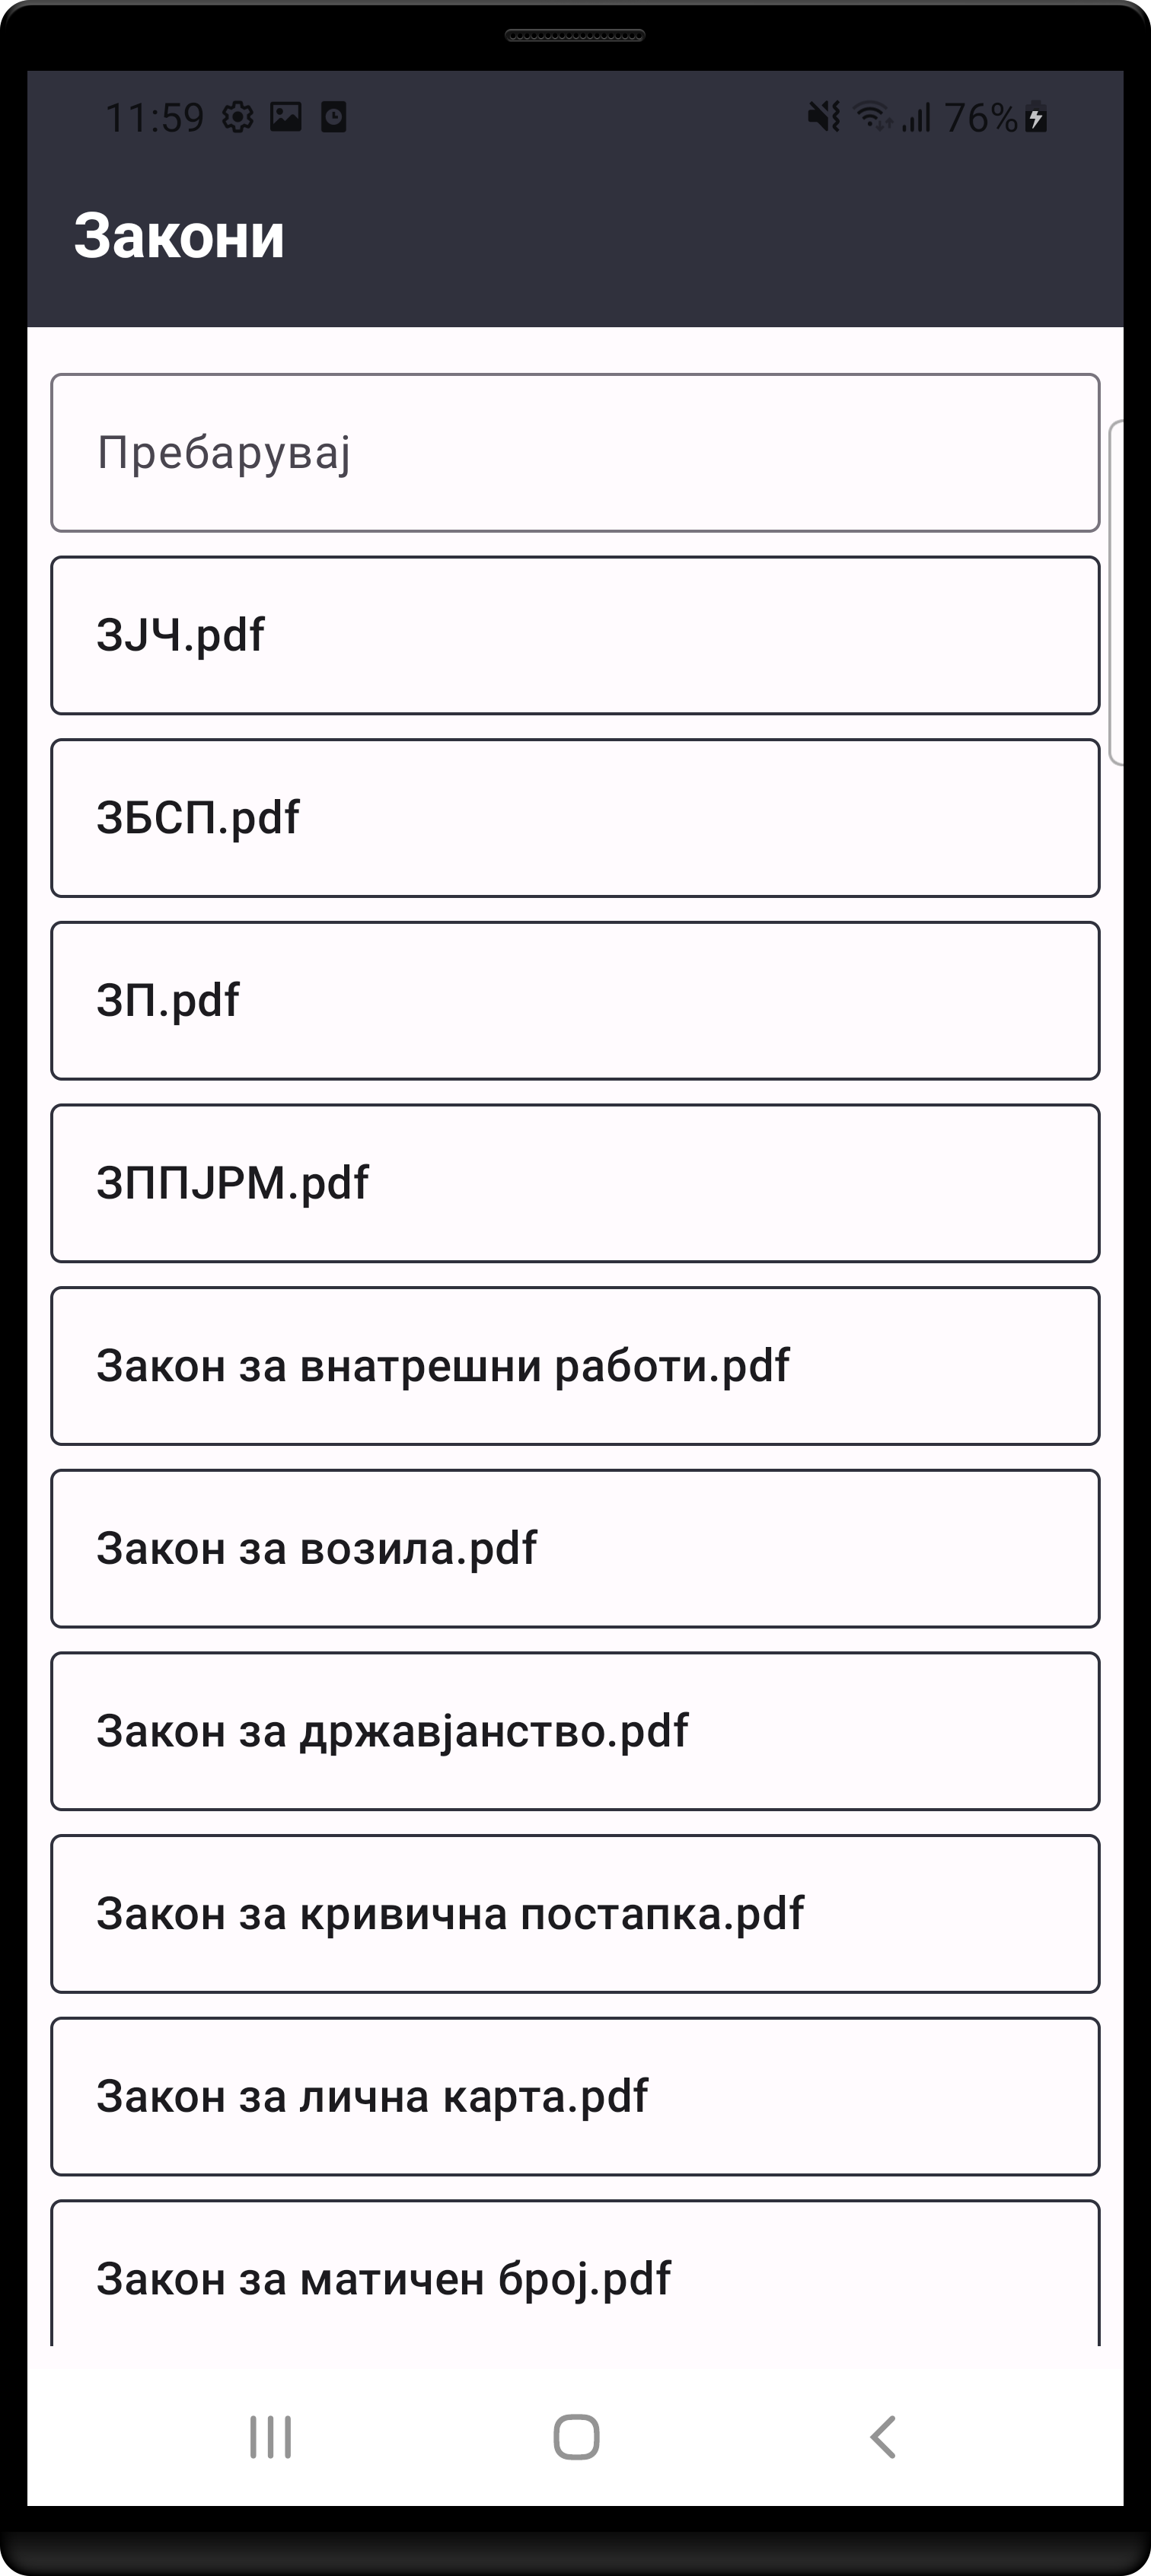 11:59
76%
Закони
Пребарувај
ЗЈЧ.pdf
ЗБСП.pdf
ЗП.pdf
ЗППЈРМ.pdf
Закон за внатрешни работи.pdf
Закон за возила.pdf
Закон за државјанство.pdf
Закон за кривична постапка.pdf
Закон за лична карта.pdf
Закон за матичен број.pdf